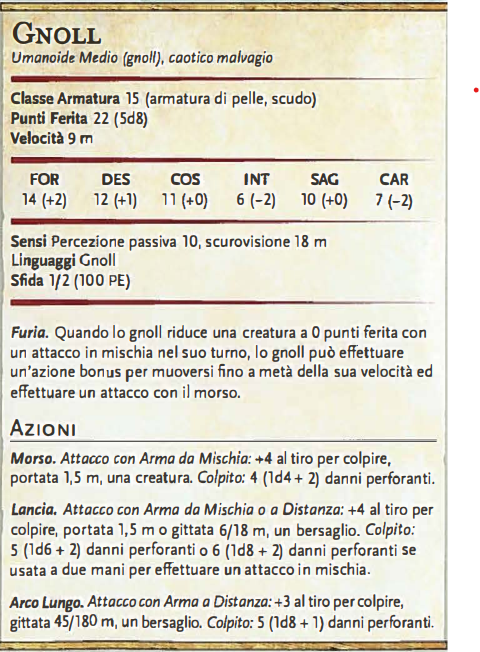 GNOLL
Umanoide Medio (gnoll), caotico malvagio
Classe Armatura 15 (armatura di pelle, scudo)
Punti Ferita 22 (5d8)
Velocità 9 m
FOR DES COS INT SAG CAR
14 (+2) 12 (+1) 11 (+0) 6 (−2) 10 (+0) 7 (−2)
Sensi Percezione passiva 10, scurovisione 18 m
Linguaggi Gnoll
Sfida 1/2 (100 PE)
Furia. Quando lo gnoll riduce una creatura a 0 punti ferita con
un attacco in mischia nel suo turno, lo gnoll può effettuare
un'azione bonus per muoversi fino a metà della sua velocità ed
effettuare un attacco con il morso.
AZIONI
Morso. Attacco con Arma da Mischia: +4 al tiro per colpire,
portata 1,5 m, una creatura. Colpito: 4 (1d4 + 2) danni perforanti.
Lancia. Attacco con Arma da Mischia o a Distanza: +4 al tiro per
colpire, portata 1,5 m o gittata 6/18 m, un bersaglio. Colpito:
5 (1d6 + 2) danni perforanti o 6 (1d8 + 2) danni perforanti se
usata a due mani per effettuare un attacco in mischia.
Arco Lungo. Attacco con Arma a Distanza: +3 al tiro per colpire,
gittata 45/180 m, un bersaglio. Colpito: 5 (1d8 + 1) danni perforanti.